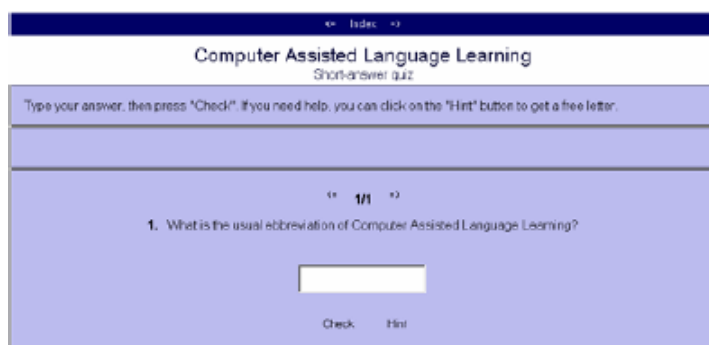 <= Index =>
Computer Assisted Language Learning
Short-answer quiz
Type your answer, then press "Check". If you need help, you can click on the "Hint" button to get a free letter.
<= 1/1 =>
1. What is the usual abbreviation of Computer Assisted Language Learning?
Check Hint